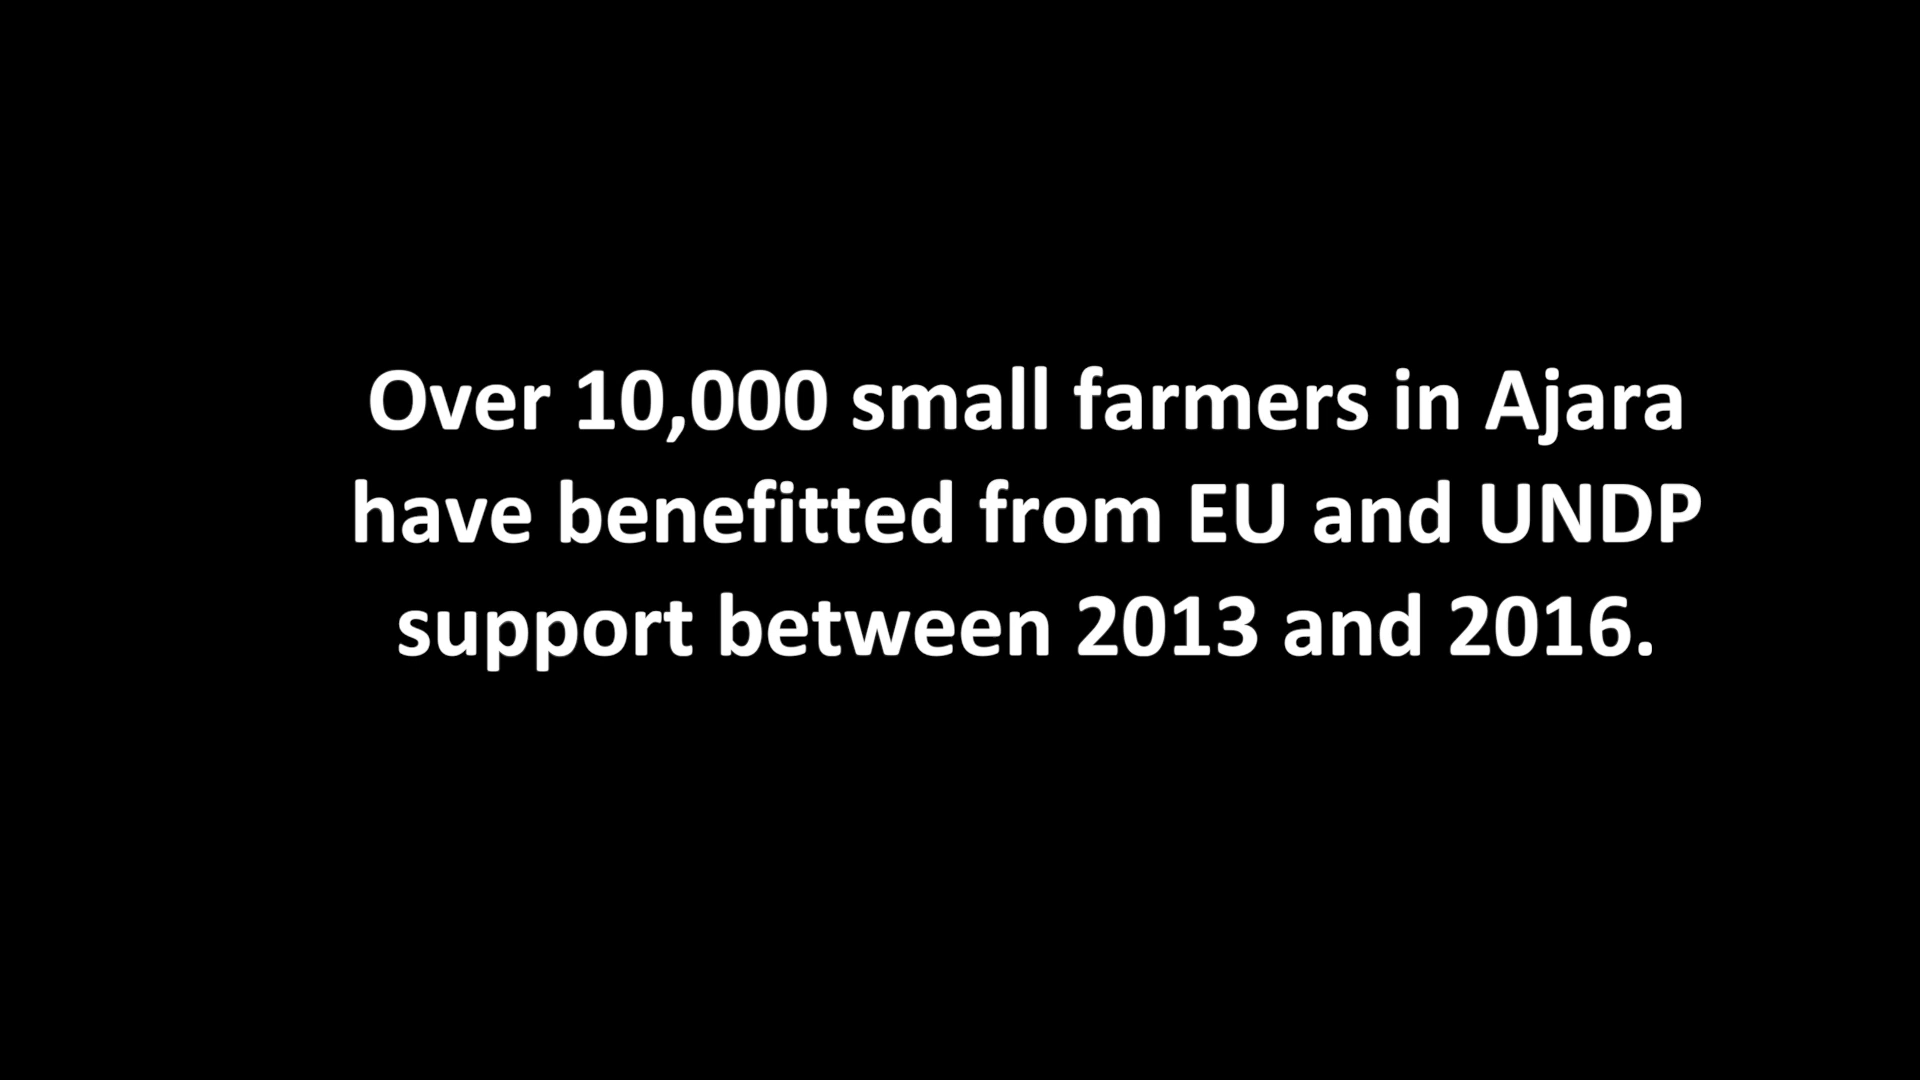 Over 10,000 small farmers in Ajara
have benefitted from EU and UNDP
support between 2013 and 2016.